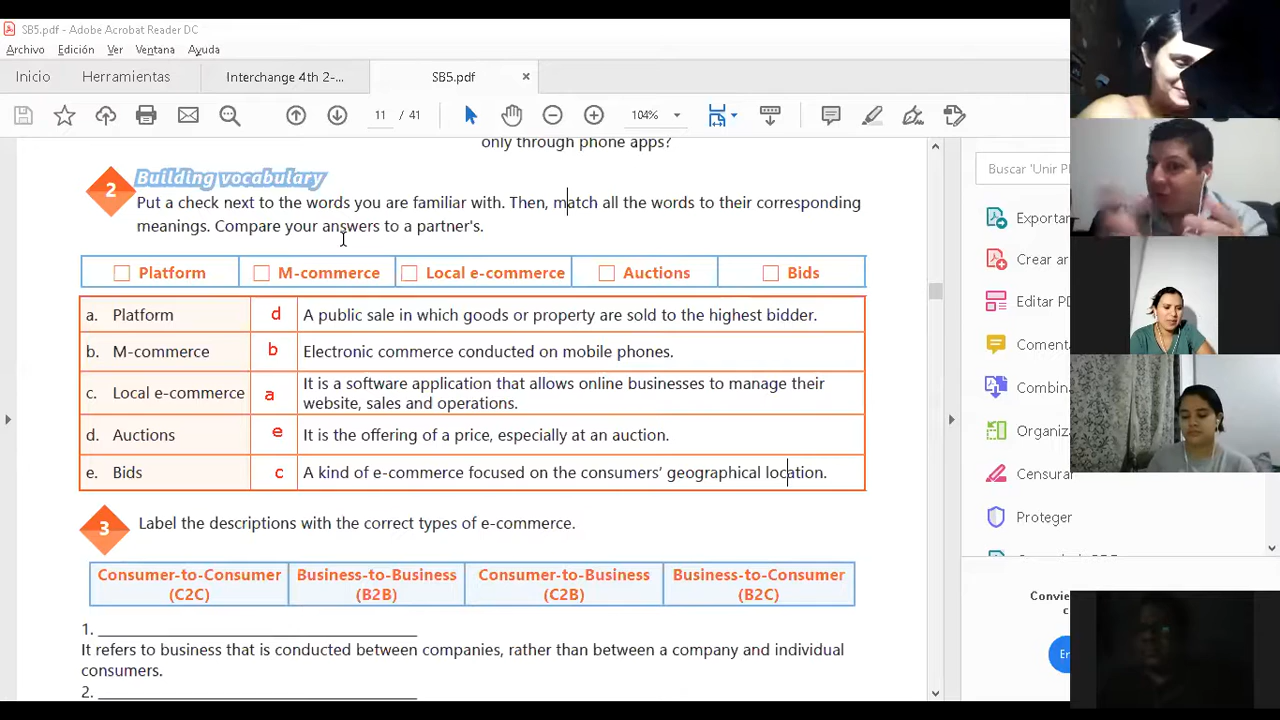 SB5.pdf - Adobe Acrobat Reader DC
Archivo Edición Ver Ventana Ayuda
Inicio Herramientas Interchange 4th 2-... SB5.pdf ×
11 / 41 104%
Buscar 'Unir P
only through phone apps?
2 Building vocabulary
Put a check next to the words you are familiar with. Then, match all the words to their corresponding
meanings. Compare your answers to a partner's.
Platform M-commerce Local e-commerce Auctions Bids
a. Platform d A public sale in which goods or property are sold to the highest bidder.
b. M-commerce b Electronic commerce conducted on mobile phones.
c. Local e-commerce a It is a software application that allows online businesses to manage their
website, sales and operations.
d. Auctions e It is the offering of a price, especially at an auction.
e. Bids c A kind of e-commerce focused on the consumers' geographical location.
3 Label the descriptions with the correct types of e-commerce.
Consumer-to-Consumer Business-to-Business Consumer-to-Business Business-to-Consumer
(C2C) (B2B) (C2B) (B2C)
1. ________________________________
It refers to business that is conducted between companies, rather than between a company and individual
consumers.
2. ________________________________
Exportar
Crear ar
Editar PD
Comenta
Combina
Organiz
Censurar
Proteger
Convie
c
En